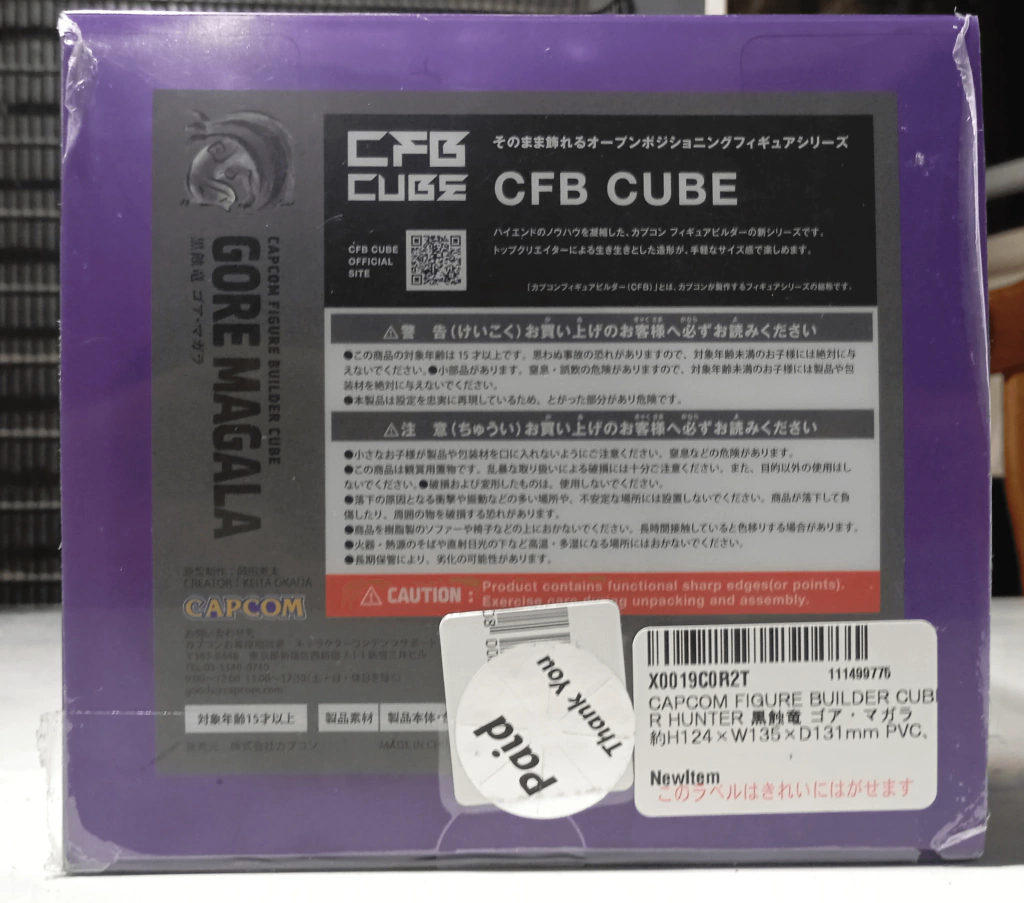 CFB
CUBE
そのまま飾れるオープンポジショニングフィギュアシリーズ
CFB CUBE
ハイエンドのノウハウを凝縮した、カプコン フィギュアビルダーの新シリーズです。
トップクリエイターによる生き生きとした造形が、手軽なサイズ感で楽しめます。
CFB CUBE
OFFICIAL
SITE
「カプコンフィギュアビルダー(CFB)」とは、カプコンが製作するフィギュアシリーズの総称です。
CAPCOM FIGURE BUILDER CUBE
GORE MAGALA
黒蝕竜 ゴア・マガラ
⚠警 告(けいこく)お買い上げのお客様へ必ずお読みください
●この商品の対象年齢は15才以上です。思わぬ事故の恐れがありますので、対象年齢未満のお子様には絶対に与
えないでください。●小部品があります。窒息・誤飲の危険がありますので、対象年齢未満のお子様には製品や包
装材を絶対に与えないでください。
●本製品は設定を忠実に再現しているため、とがった部分があり危険です。
⚠注 意(ちゅうい)お買い上げのお客様へ必ずお読みください
●小さなお子様が製品や包装材を口に入れないようにご注意ください。窒息などの危険があります。
●この商品は観賞用置物です。乱暴な取り扱いによる破損には十分ご注意ください。また、目的以外の使用はし
ないでください。●破損および変形したものは、使用しないでください。
●落下の原因となる衝撃や振動などの多い場所や、不安定な場所には設置しないでください。商品が落下して負
傷したり、周囲の物を破損する恐れがあります。
●商品を樹脂製のソファーや椅子などの上におかないでください。長時間接触していると色移りする場合があります。
●火器・熱源のそばや直射日光の下など高温・多湿になる場所にはおかないでください。
●長期保管により、劣化の可能性があります。
⚠ CAUTION : Product contains functional sharp edges(or points).
Exercise care during unpacking and assembly.
CREATOR : KEITA OKADA
CAPCOM
お問い合わせ先
対象年齢15才以上
製品素材
製品本体・
発売元 : 株式会社カプコン
MADE IN CH
Paid
Thank You
X0019C0R2T
111499775
CAPCOM FIGURE BUILDER CUB
R HUNTER 黒蝕竜 ゴア・マガラ
約H124×W135×D131mm PVC、
NewItem
このラベルはきれいにはがせます